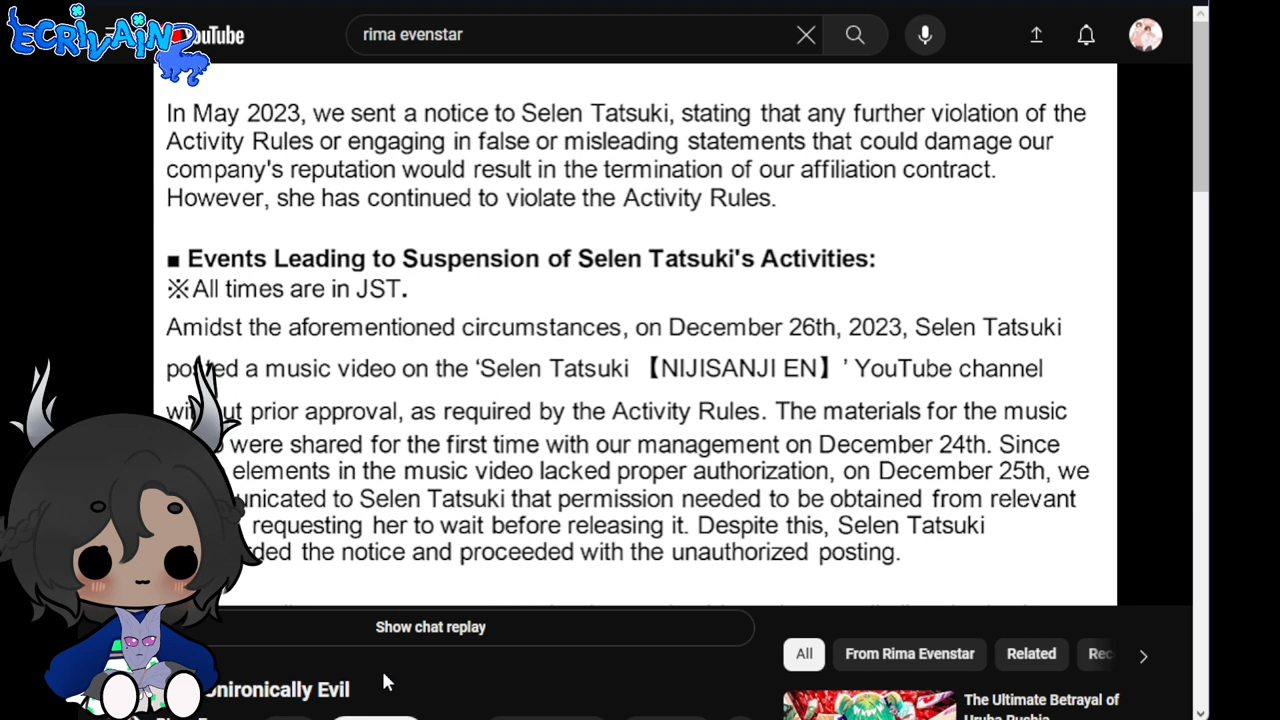 ECRIVAIN
YouTube
rima evenstar
In May 2023, we sent a notice to Selen Tatsuki, stating that any further violation of the
Activity Rules or engaging in false or misleading statements that could damage our
company's reputation would result in the termination of our affiliation contract.
However, she has continued to violate the Activity Rules.
■ Events Leading to Suspension of Selen Tatsuki's Activities:
※All times are in JST.
Amidst the aforementioned circumstances, on December 26th, 2023, Selen Tatsuki
posted a music video on the ‘Selen Tatsuki 【NIJISANJI EN】 ’ YouTube channel
prior approval, as required by the Activity Rules. The materials for the music
were shared for the first time with our management on December 24th. Since
elements in the music video lacked proper authorization, on December 25th, we
to Selen Tatsuki that permission needed to be obtained from relevant
requesting her to wait before releasing it. Despite this, Selen Tatsuki
the notice and proceeded with the unauthorized posting.
Show chat replay
All
From Rima Evenstar
Related
Rec
Unironically Evil
The Ultimate Betrayal of